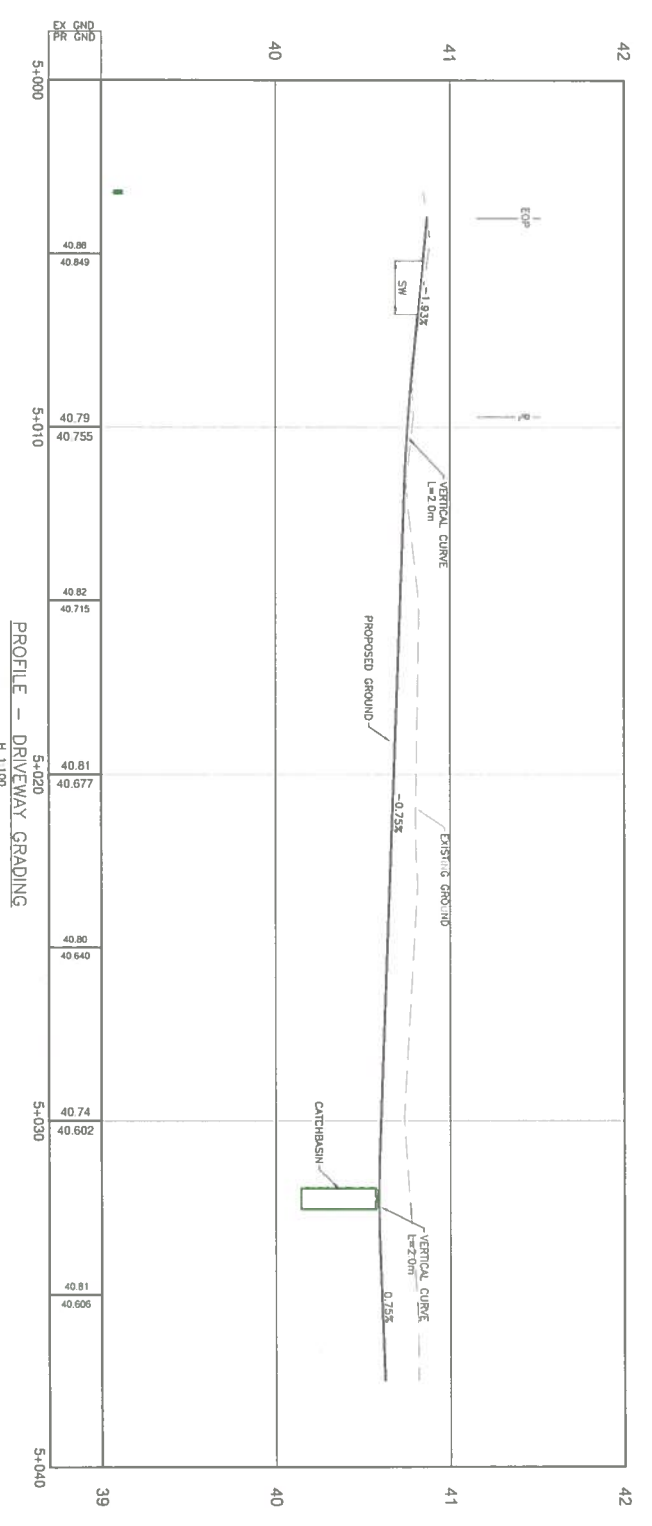 42
42
EOP
PL
41
41
-1.93%
SW
VERTICAL CURVE
L=2.0m
EXISTING GROUND
PROPOSED GROUND
-0.75%
VERTICAL CURVE
L=2.0m
0.75%
CATCHBASIN
40
40
39
EX GND
PR GND
40.86
40.849
40.79
40.755
40.82
40.715
40.81
40.677
40.80
40.640
40.74
40.602
40.81
40.606
5+000
5+010
5+020
5+030
5+040
PROFILE - DRIVEWAY GRADING
H 1:100